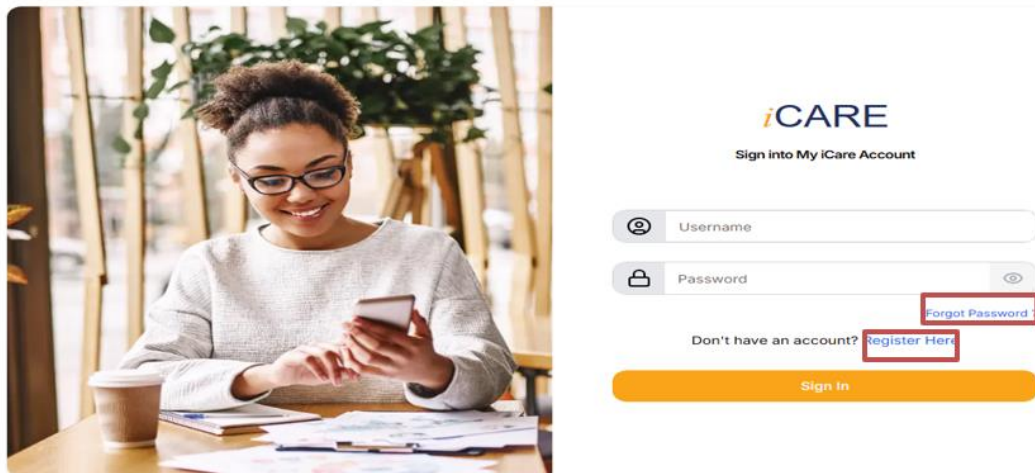 iCARE
Sign into My iCare Account
Username
Password
Forgot Password ?
Don't have an account? Register Here
Sign In